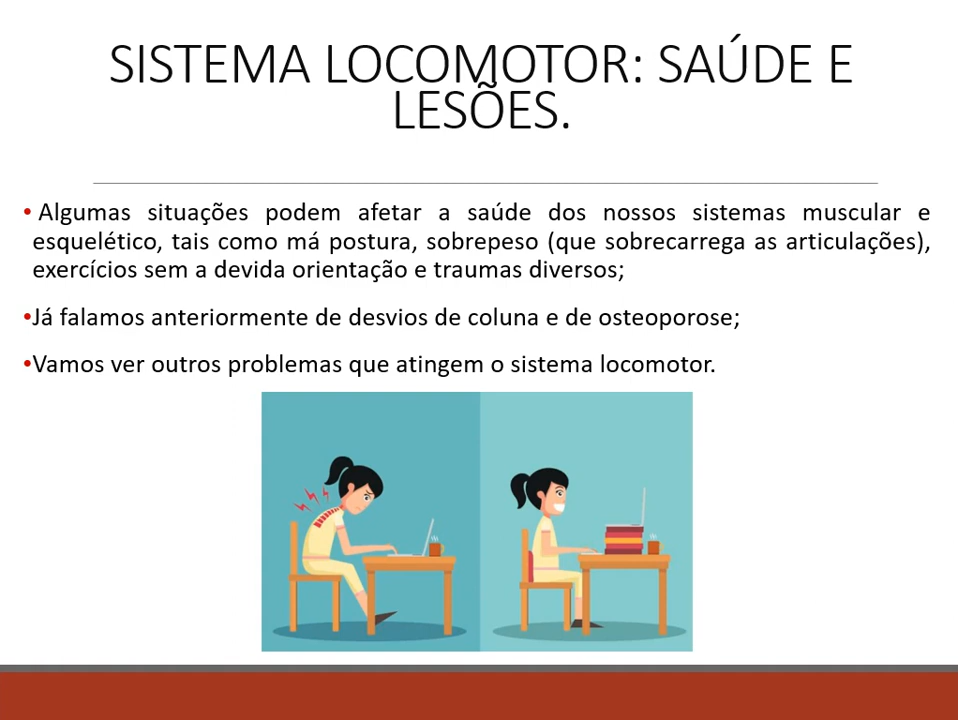 SISTEMA LOCOMOTOR: SAÚDE E
LESÕES.
• Algumas situações podem afetar a saúde dos nossos sistemas muscular e
esquelético, tais como má postura, sobrepeso (que sobrecarrega as articulações),
exercícios sem a devida orientação e traumas diversos;
•Já falamos anteriormente de desvios de coluna e de osteoporose;
•Vamos ver outros problemas que atingem o sistema locomotor.